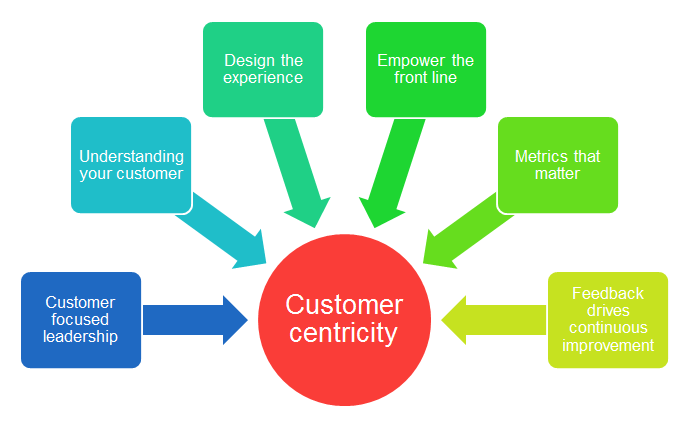 Design the
experience
Empower the
front line
Understanding
your customer
Metrics that
matter
Customer
focused
leadership
Customer
centricity
Feedback
drives
continuous
improvement